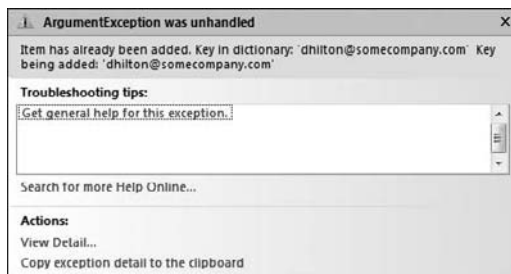 ArgumentException was unhandled
Item has already been added. Key in dictionary: 'dhilton@somecompany.com' Key
being added: 'dhilton@somecompany.com'
Troubleshooting tips:
Get general help for this exception.
Search for more Help Online...
Actions:
View Detail...
Copy exception detail to the clipboard